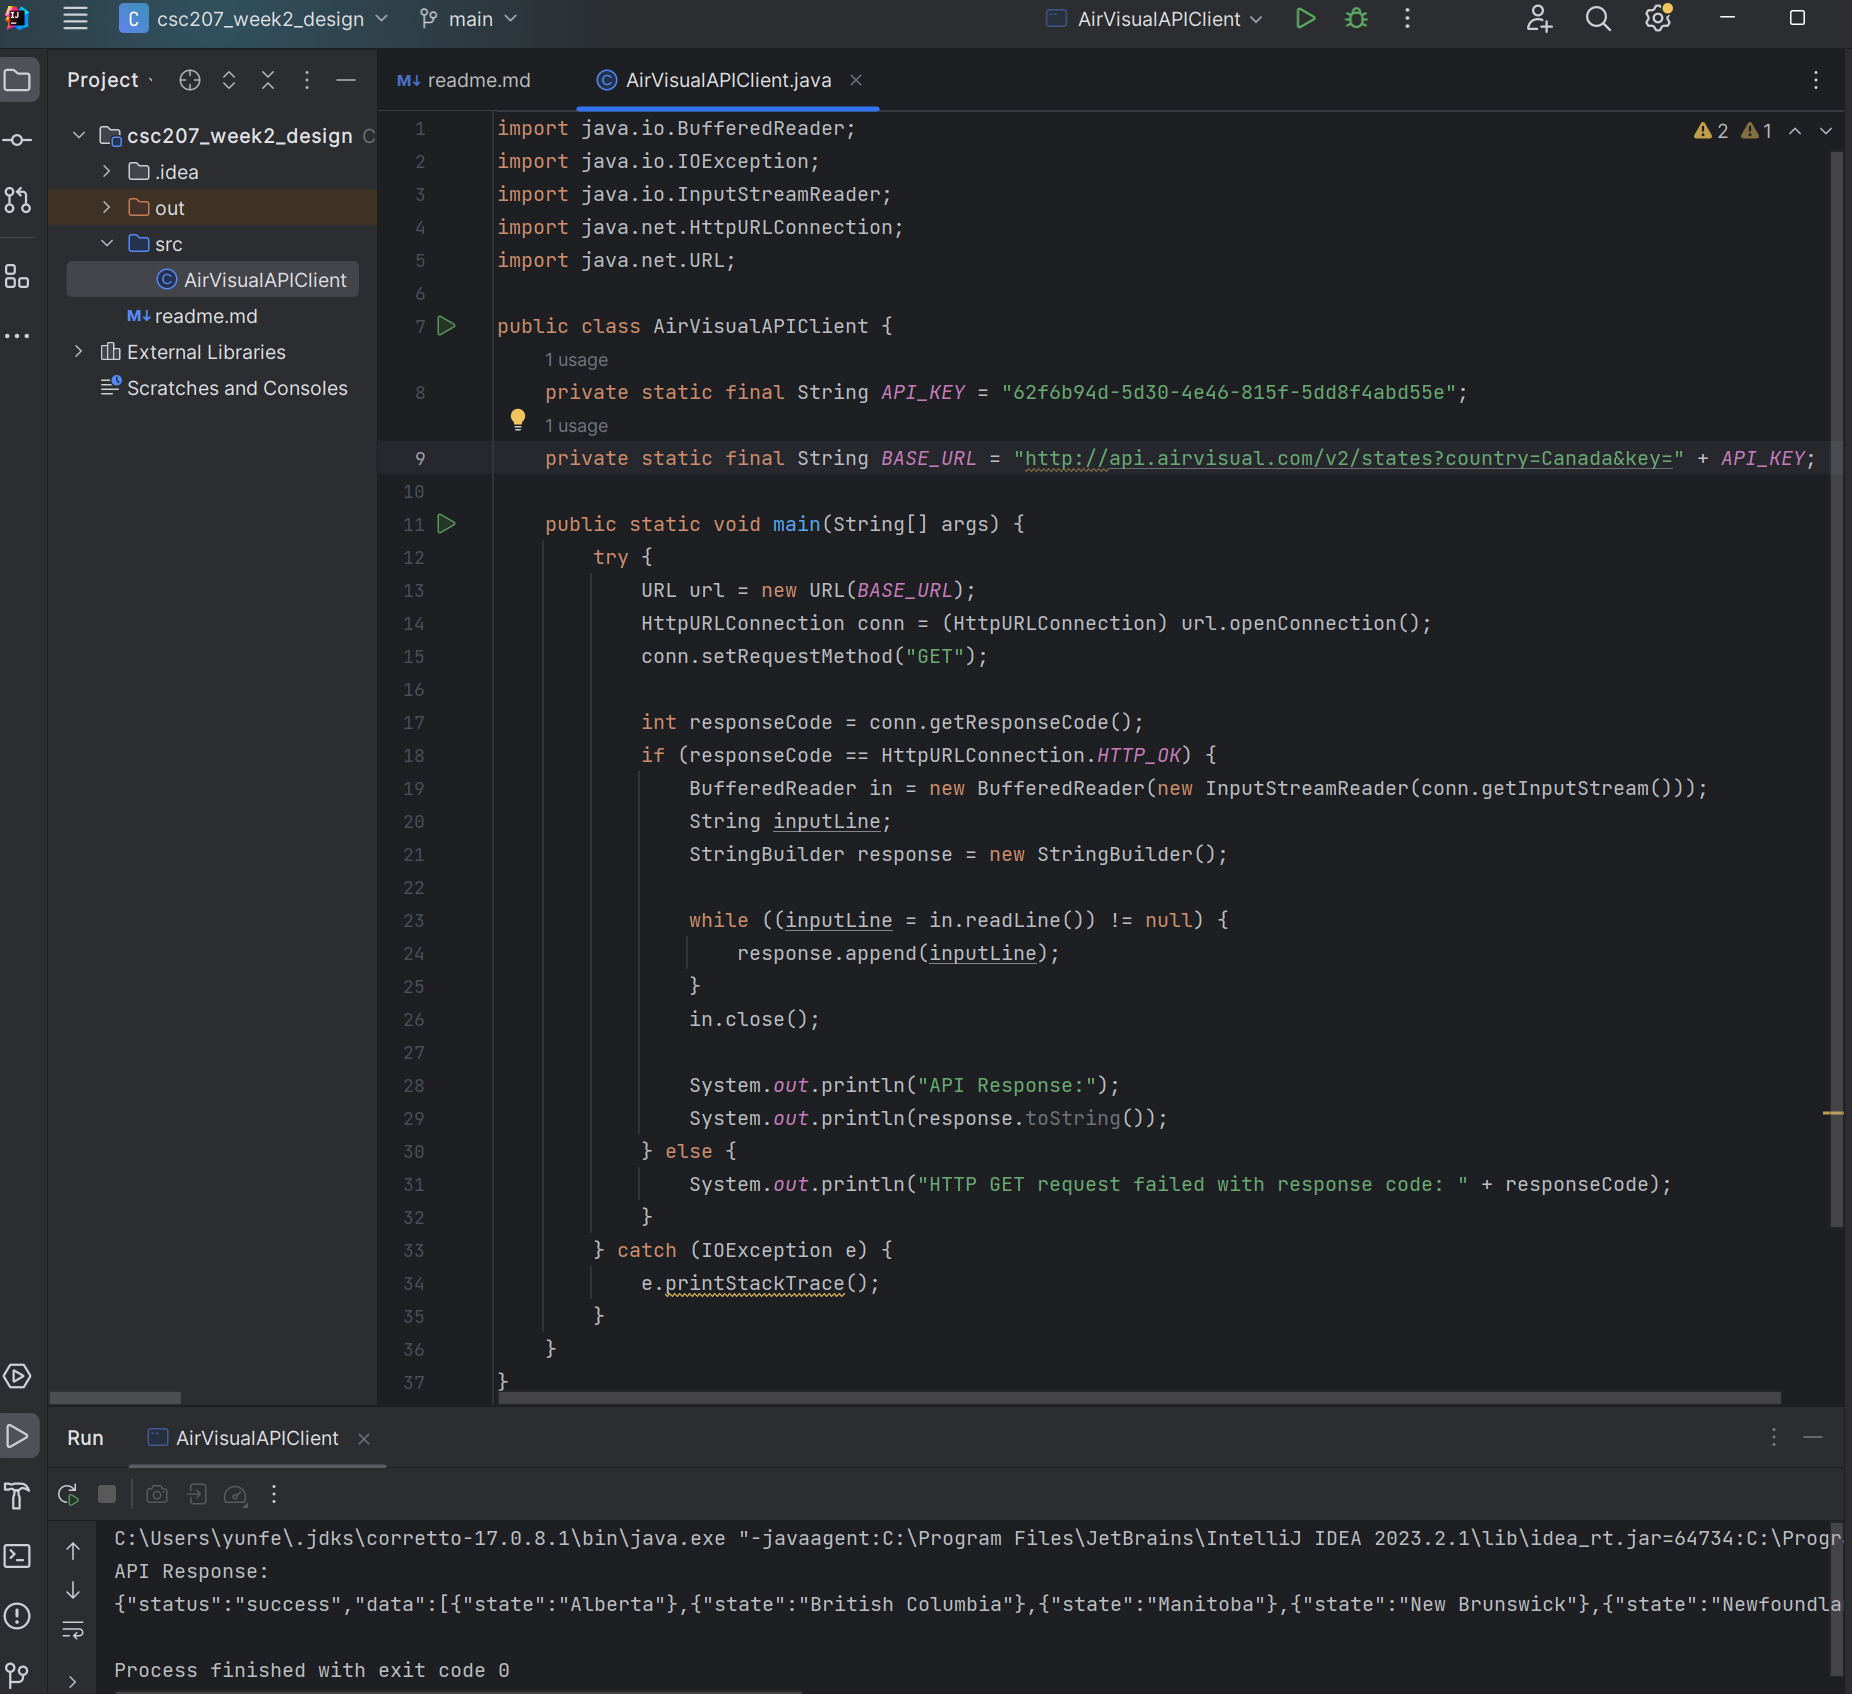 csc207_week2_design main AirVisualAPIClient
Project
readme.md
AirVisualAPIClient.java
csc207_week2_design C
.idea
out
src
AirVisualAPIClient
readme.md
External Libraries
Scratches and Consoles
2 1
1 import java.io.BufferedReader;
2 import java.io.IOException;
3 import java.io.InputStreamReader;
4 import java.net.HttpURLConnection;
5 import java.net.URL;
6
7 public class AirVisualAPIClient {
1 usage
8 private static final String API_KEY = "62f6b94d-5d30-4e46-815f-5dd8f4abd55e";
1 usage
9 private static final String BASE_URL = "http://api.airvisual.com/v2/states?country=Canada&key=" + API_KEY;
10
11 public static void main(String[] args) {
12 try {
13 URL url = new URL(BASE_URL);
14 HttpURLConnection conn = (HttpURLConnection) url.openConnection();
15 conn.setRequestMethod("GET");
16
17 int responseCode = conn.getResponseCode();
18 if (responseCode == HttpURLConnection.HTTP_OK) {
19 BufferedReader in = new BufferedReader(new InputStreamReader(conn.getInputStream()));
20 String inputLine;
21 StringBuilder response = new StringBuilder();
22
23 while ((inputLine = in.readLine()) != null) {
24 response.append(inputLine);
25 }
26 in.close();
27
28 System.out.println("API Response:");
29 System.out.println(response.toString());
30 } else {
31 System.out.println("HTTP GET request failed with response code: " + responseCode);
32 }
33 } catch (IOException e) {
34 e.printStackTrace();
35 }
36 }
37 }
Run AirVisualAPIClient
C:\Users\yunfe\.jdks\corretto-17.0.8.1\bin\java.exe "-javaagent:C:\Program Files\JetBrains\IntelliJ IDEA 2023.2.1\lib\idea_rt.jar=64734:C:\Progr
API Response:
{"status":"success","data":[{"state":"Alberta"},{"state":"British Columbia"},{"state":"Manitoba"},{"state":"New Brunswick"},{"state":"Newfoundla
Process finished with exit code 0